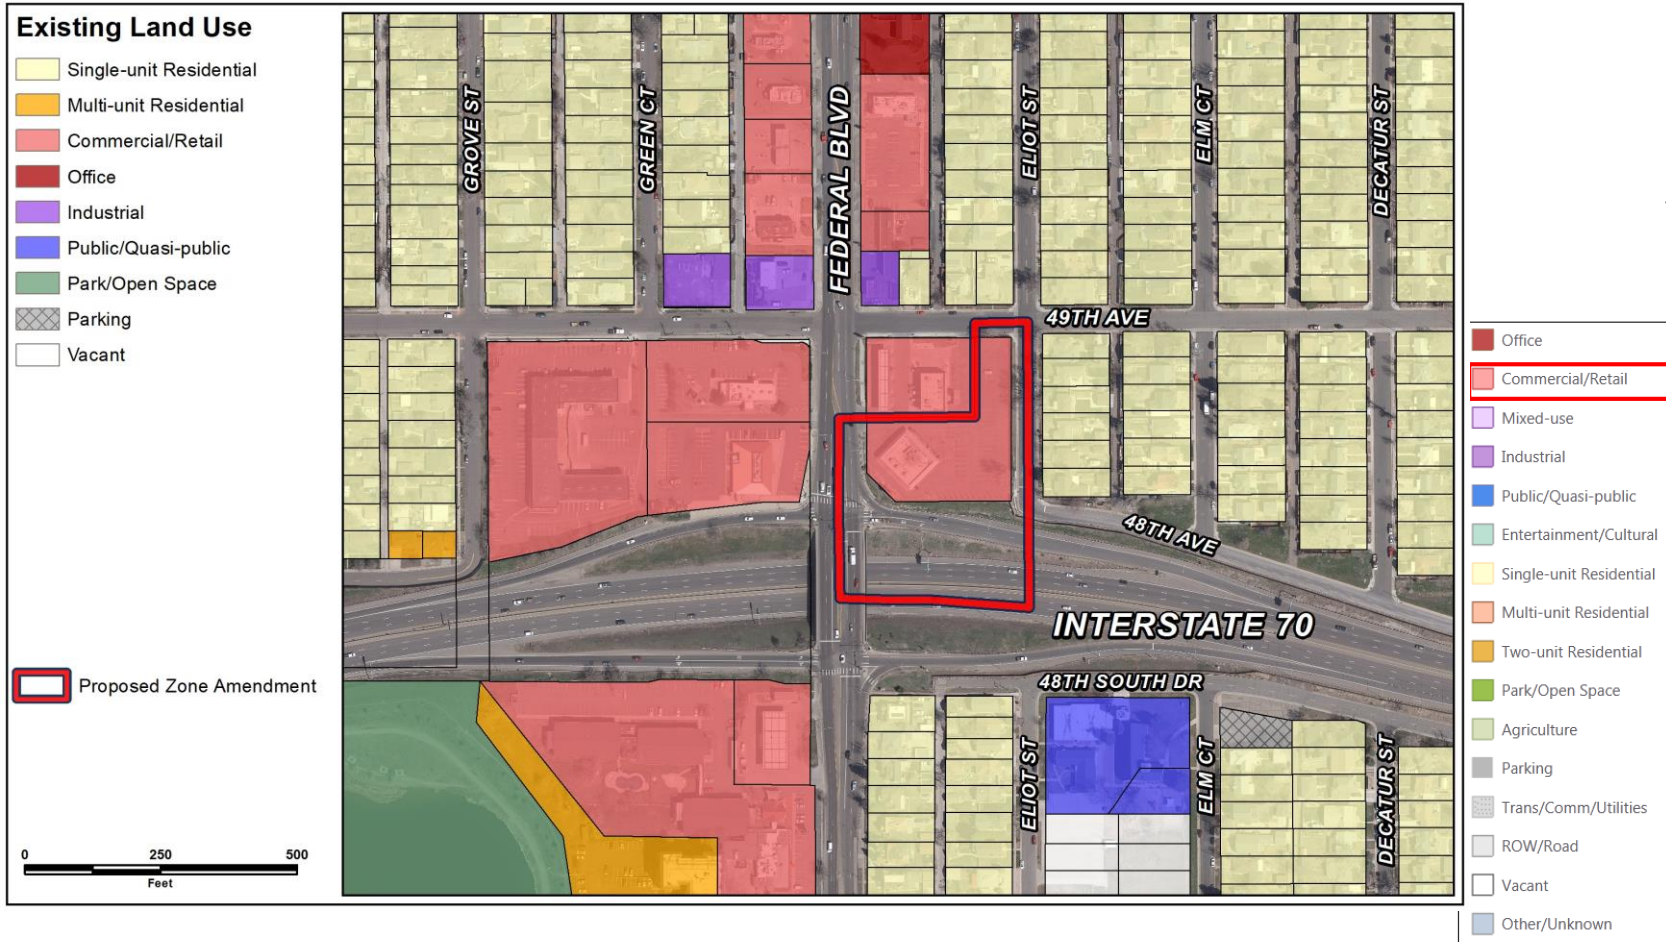 Existing Land Use
Single-unit Residential
Multi-unit Residential
Commercial/Retail
Office
Industrial
Public/Quasi-public
Park/Open Space
Parking
Vacant
Proposed Zone Amendment
0 250 500
Feet
GROVE ST
GREEN CT
FEDERAL BLVD
ELIOT ST
ELM CT
DECATUR ST
49TH AVE
48TH AVE
INTERSTATE 70
48TH SOUTH DR
ELIOT ST
ELM CT
DECATUR ST
Office
Commercial/Retail
Mixed-use
Industrial
Public/Quasi-public
Entertainment/Cultural
Single-unit Residential
Multi-unit Residential
Two-unit Residential
Park/Open Space
Agriculture
Parking
Trans/Comm/Utilities
ROW/Road
Vacant
Other/Unknown